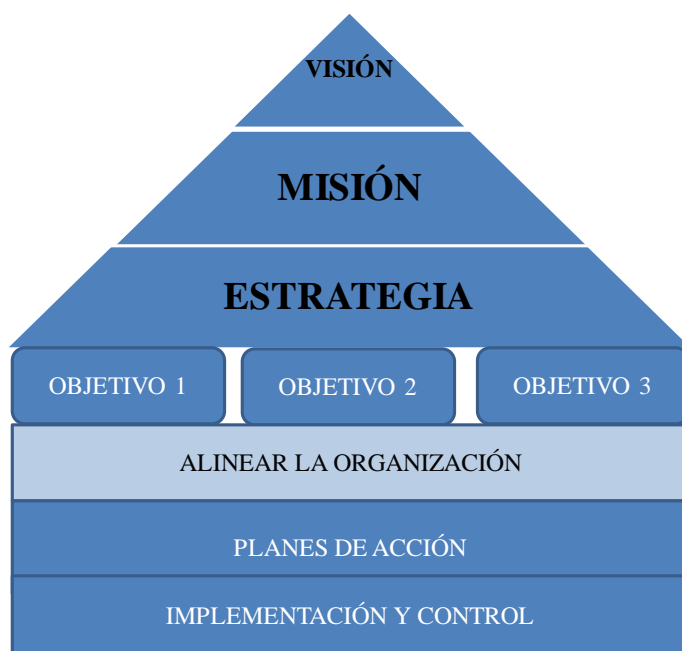 VISIÓN
MISIÓN
ESTRATEGIA
OBJETIVO 1
OBJETIVO 2
OBJETIVO 3
ALINEAR LA ORGANIZACIÓN
PLANES DE ACCIÓN
IMPLEMENTACIÓN Y CONTROL